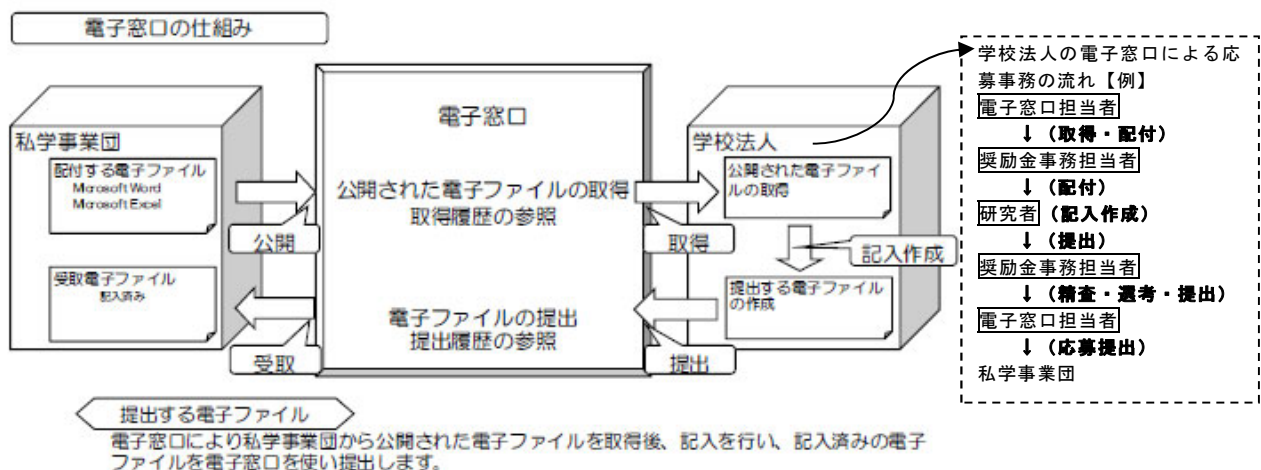 電子窓口の仕組み
私学事業団
配付する電子ファイル
Microsoft Word
Microsoft Excel
公開
受取電子ファイル
記入済み
受取
電子窓口
公開された電子ファイルの取得
取得履歴の参照
電子ファイルの提出
提出履歴の参照
取得
提出
学校法人
公開された電子ファイ
ルの取得
記入作成
提出する電子ファイル
の作成
学校法人の電子窓口による応
募事務の流れ【例】
電子窓口担当者
↓(取得・配付)
奨励金事務担当者
↓(配付)
研究者(記入作成)
↓(提出)
奨励金事務担当者
↓(精査・選考・提出)
電子窓口担当者
↓(応募提出)
私学事業団
提出する電子ファイル
電子窓口により私学事業団から公開された電子ファイルを取得後、記入を行い、記入済みの電子
ファイルを電子窓口を使い提出します。